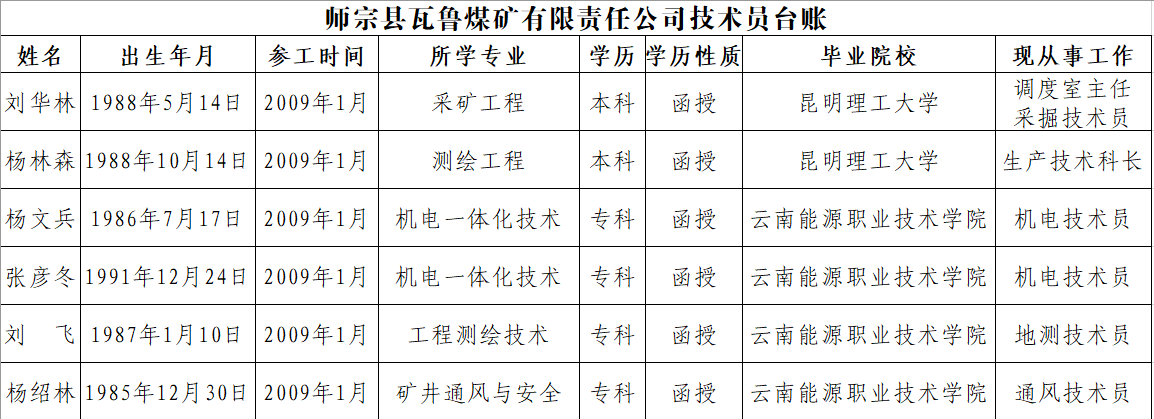 师宗县瓦鲁煤矿有限责任公司技术员台账
姓名 出生年月 参工时间 所学专业 学历 学历性质 毕业院校 现从事工作
刘华林 1988年5月14日 2009年1月 采矿工程 本科 函授 昆明理工大学 调度室主任
采掘技术员
杨林森 1988年10月14日 2009年1月 测绘工程 本科 函授 昆明理工大学 生产技术科长
杨文兵 1986年7月17日 2009年1月 机电一体化技术 专科 函授 云南能源职业技术学院 机电技术员
张彦冬 1991年12月24日 2009年1月 机电一体化技术 专科 函授 云南能源职业技术学院 机电技术员
刘 飞 1987年1月10日 2009年1月 工程测绘技术 专科 函授 云南能源职业技术学院 地测技术员
杨绍林 1985年12月30日 2009年1月 矿井通风与安全 专科 函授 云南能源职业技术学院 通风技术员